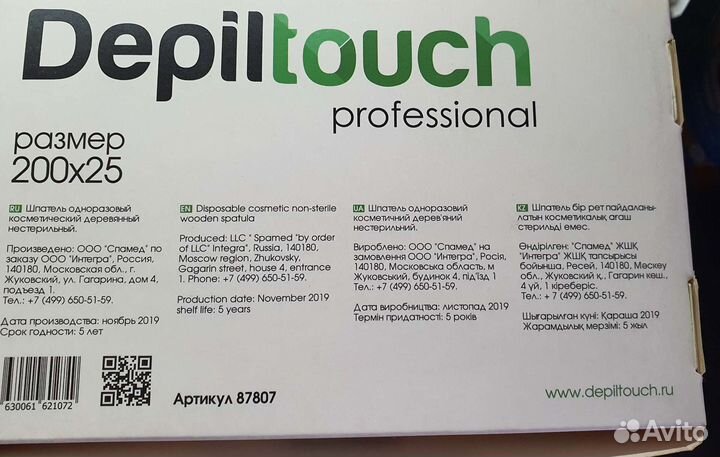 Depiltouch
professional
размер
200x25
RU Шпатель одноразовый
косметический деревянный
нестерильный.
Произведено: ООО "Спамед" по
заказу ООО "Интегра", Россия,
140180, Московская обл., г.
Жуковский, ул. Гагарина, дом 4,
подъезд 1.
Тел.: +7 (499) 650-51-59.
Дата производства: ноябрь 2019
Срок годности: 5 лет
EN Disposable cosmetic non-sterile
wooden spatula
Produced: LLC " Spamed "by order
of LLC" Integra", Russia, 140180,
Moscow region, Zhukovsky,
Gagarin street, house 4, entrance
1. Phone: +7 (499) 650-51-59.
Production date: November 2019
shelf life: 5 years
UA Шпатель одноразовий
косметичний дерев'яний
нестерильний.
Вироблено: ООО "Спамед" на
замовлення ООО "Інтегра", Росія,
140180, Московська область, м
Жуковський, будинок 4, під'їзд 1
Тел.: + 7 (499) 650-51-59.
Дата виробництва: листопад 2019
Термін придатності: 5 років
KZ Шпатель бір рет пайдаланы-
латын косметикалық ағаш
стерильді емес.
Өндірілген: "Спамед" ЖШҚ
"Интегра" ЖШҚ тапсырысы
бойынша, Ресей, 140180, Мәскеу
обл., Жуковский қ., Гагарин көш.,
4 үй, 1 кіреберіс.
Тел.: + 7 (499) 650-51-59.
Шығарылған күні: Қараша 2019
Жарамдылық мерзімі: 5 жыл
630061 621072
Артикул 87807
www.depiltouch.ru
Avito